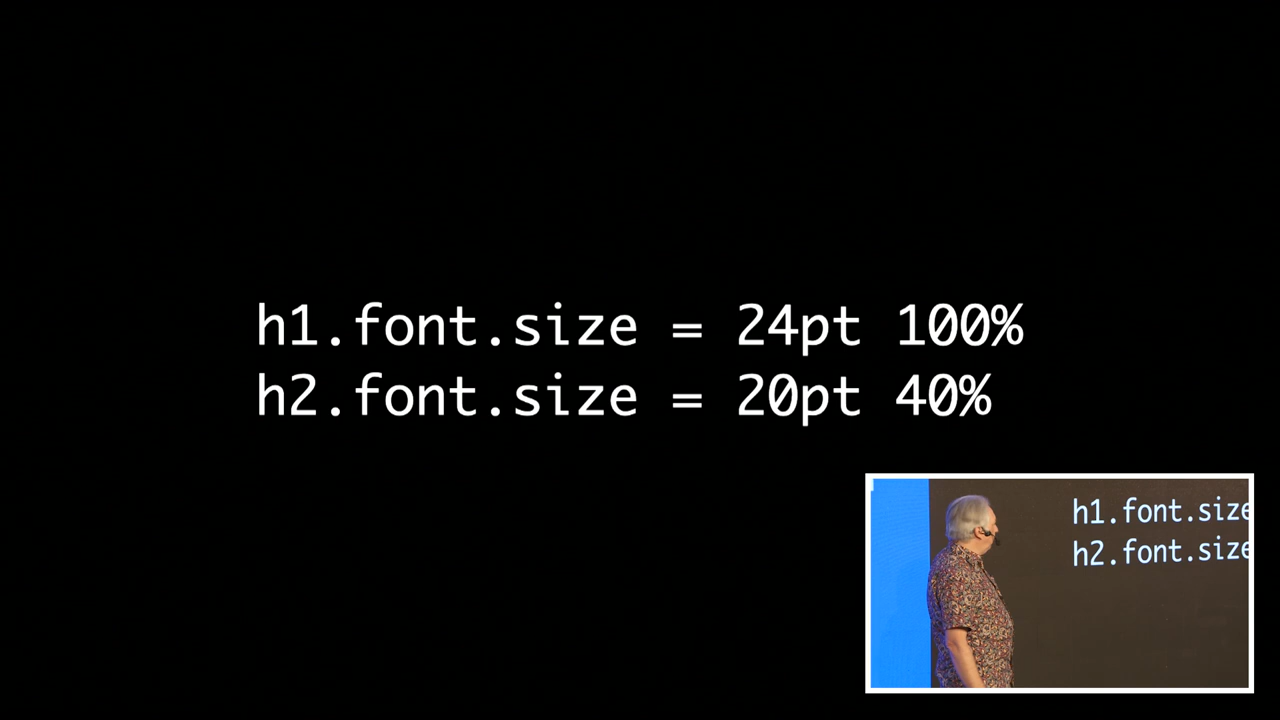 h1.font.size = 24pt 100%
h2.font.size = 20pt 40%
h1.font.size
h2.font.size